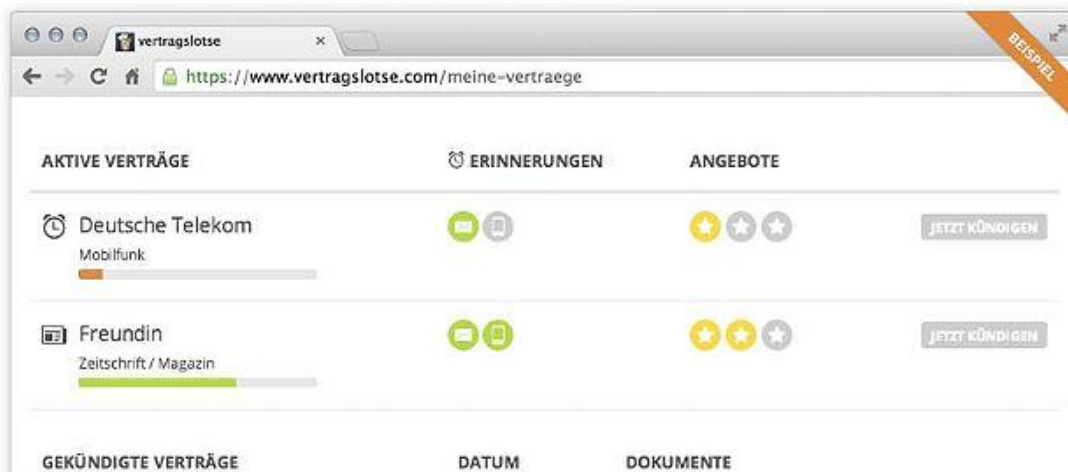 vertragslotse
BEISPIEL
https://www.vertragslotse.com/meine-vertraege
AKTIVE VERTRÄGE ERINNERUNGEN ANGEBOTE
Deutsche Telekom JETZT KÜNDIGEN
Mobilfunk
Freundin JETZT KÜNDIGEN
Zeitschrift / Magazin
GEKÜNDIGTE VERTRÄGE DATUM DOKUMENTE